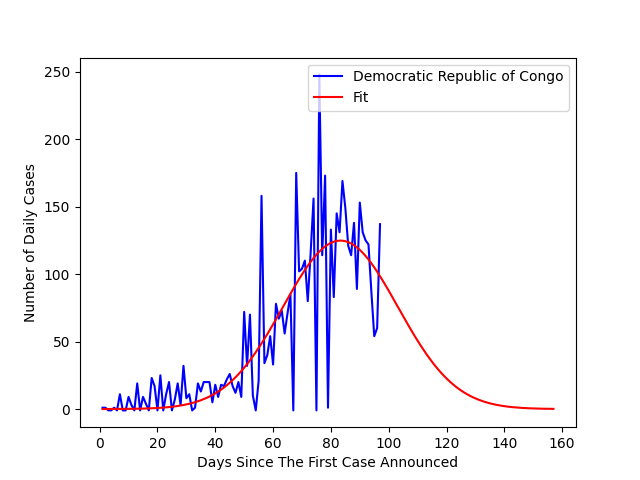 Democratic Republic of Congo
Fit
250
200
150
100
50
0
Number of Daily Cases
0 20 40 60 80 100 120 140 160
Days Since The First Case Announced